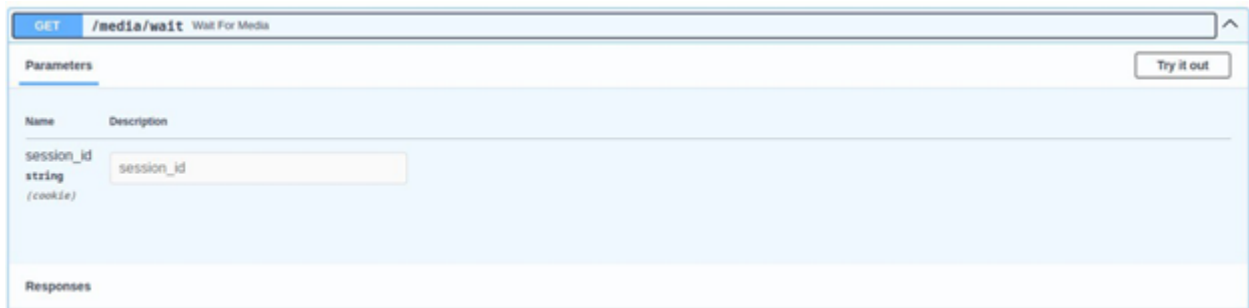 GET /media/wait Wait For Media
Parameters
Try it out
Name Description
session_id
string
(cookie)
session_id
Responses